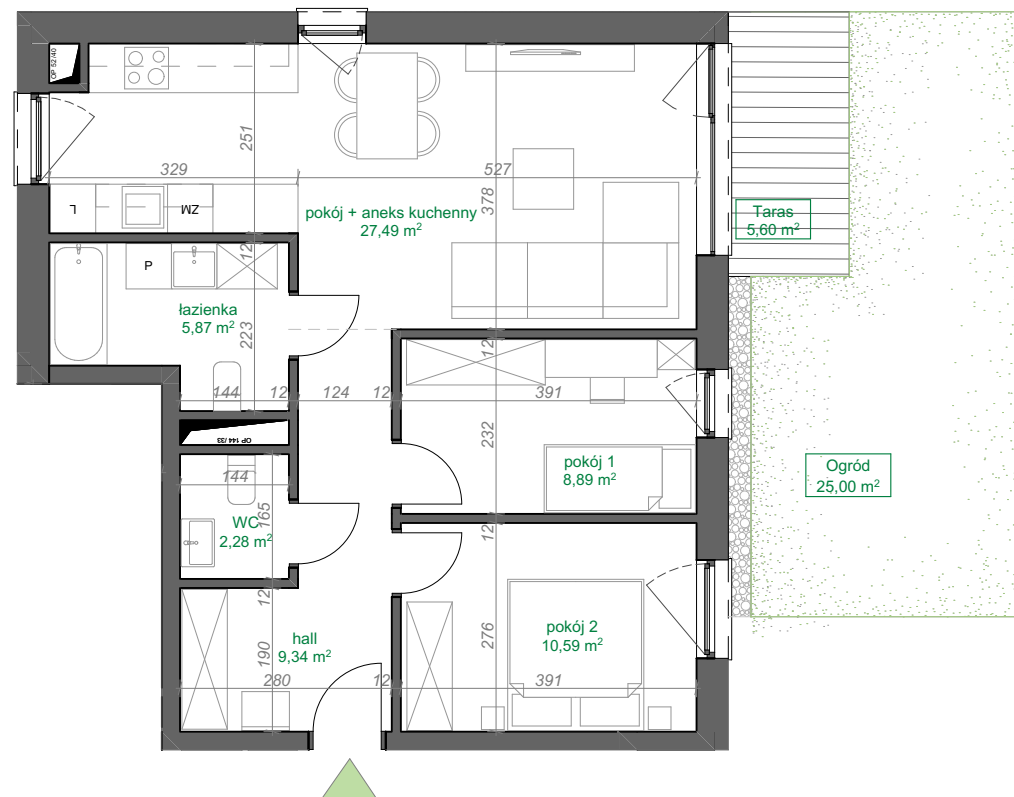 OP 52/40
251
329
527
378
pokój + aneks kuchenny
27,49 m²
Taras
5,60 m²
L
ZM
12
P
łazienka
5,87 m²
223
12
144
12
124
12
391
232
OP 144 /33
pokój 1
8,89 m²
Ogród
25,00 m²
144
WC
2,28 m²
165
12
12
276
pokój 2
10,59 m²
hall
9,34 m²
190
280
12
391